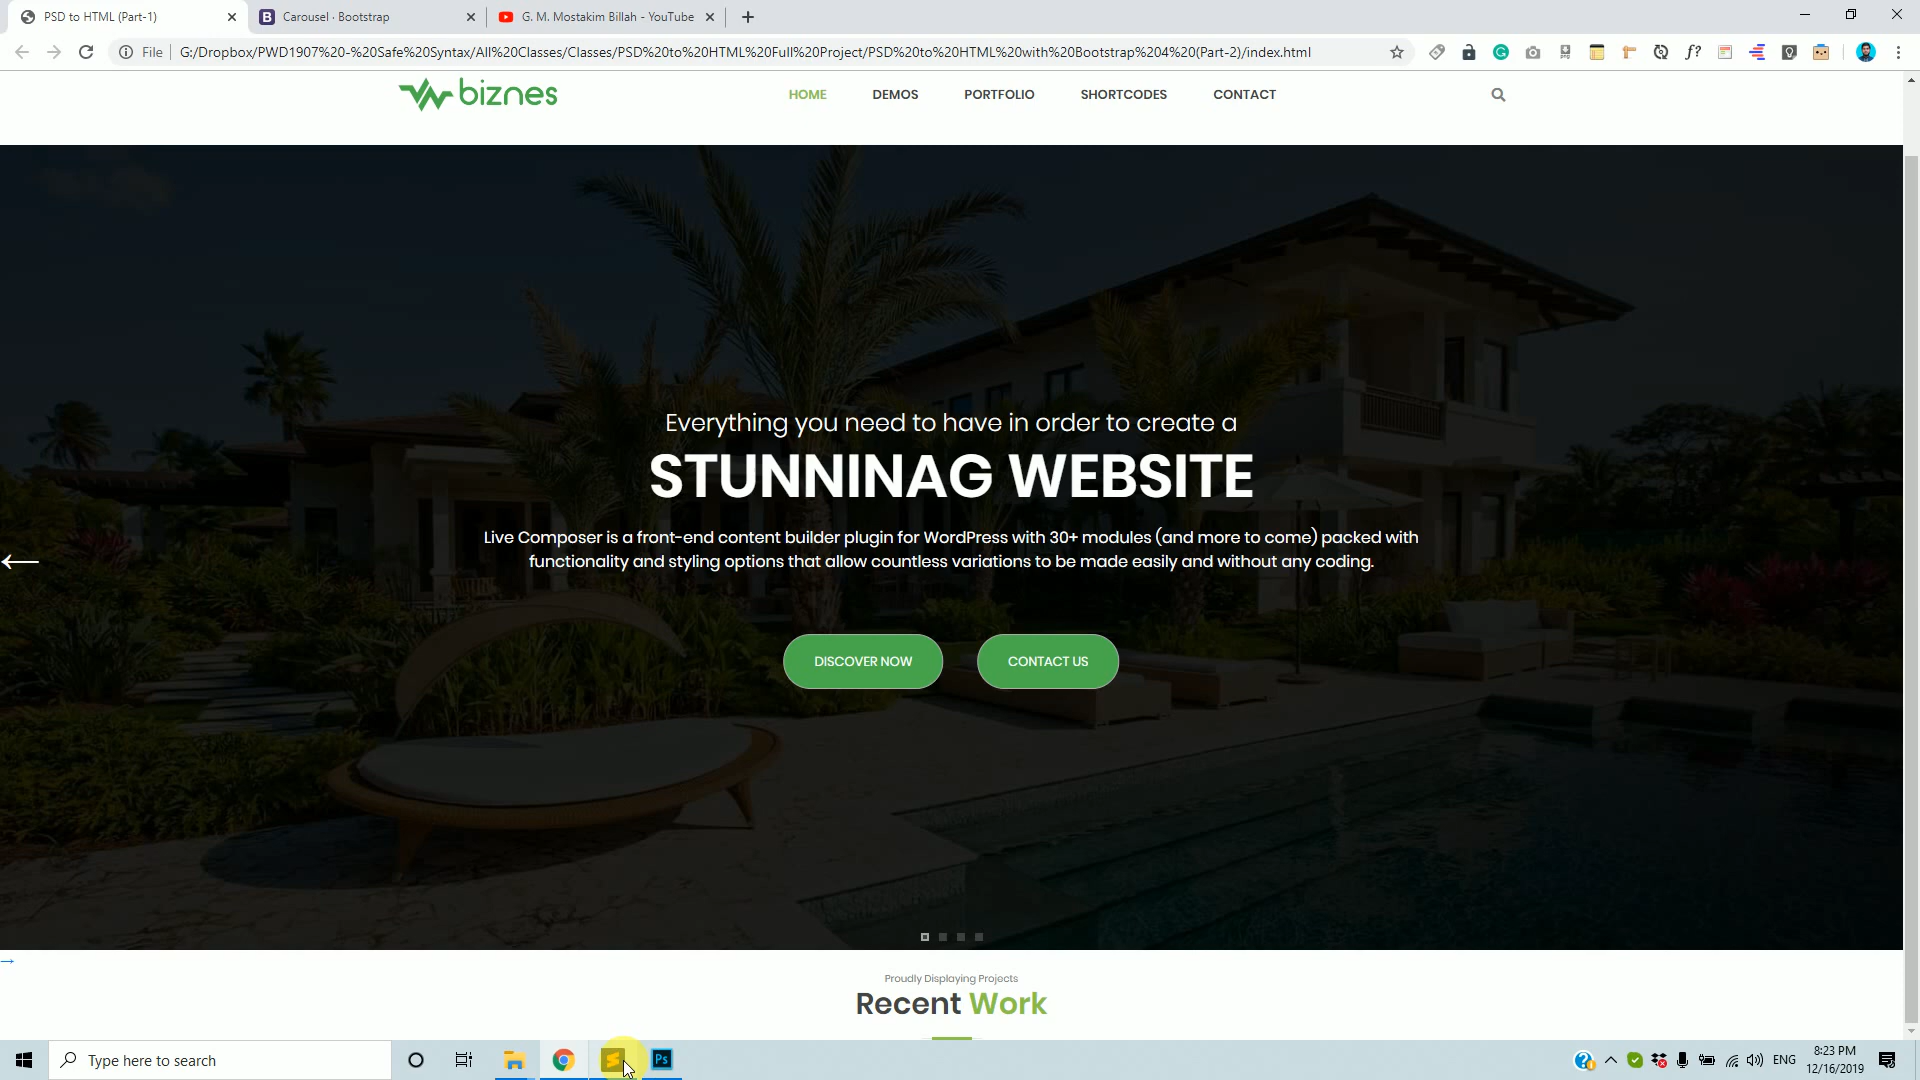 PSD to HTML (Part-1)
Carousel · Bootstrap
G. M. Mostakim Billah - YouTube
File
G:/Dropbox/PWD1907%20-%20Safe%20Syntax/All%20Classes/Classes/PSD%20to%20HTML%20Full%20Project/PSD%20to%20HTML%20with%20Bootstrap%204%20(Part-2)/index.html
biznes
HOME DEMOS PORTFOLIO SHORTCODES CONTACT
Everything you need to have in order to create a
STUNNINAG WEBSITE
Live Composer is a front-end content builder plugin for WordPress with 30+ modules (and more to come) packed with
functionality and styling options that allow countless variations to be made easily and without any coding.
DISCOVER NOW CONTACT US
Proudly Displaying Projects
Recent Work
Type here to search
Ps
ENG
8:23 PM
12/16/2019